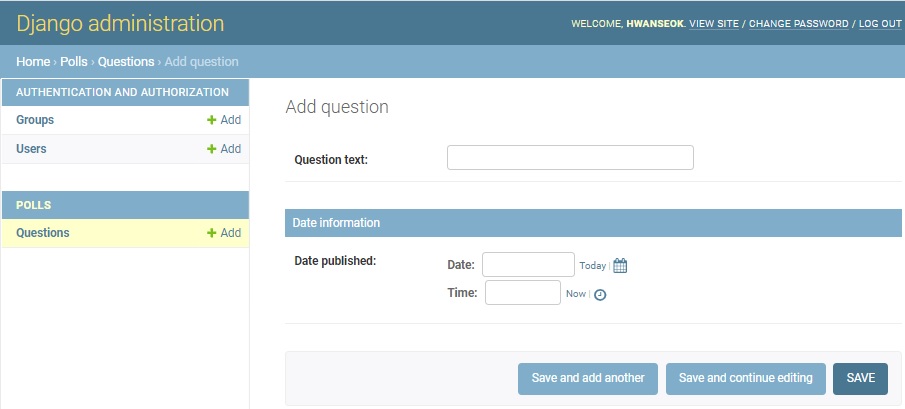 Django administration
WELCOME, HWANSEOK. VIEW SITE / CHANGE PASSWORD / LOG OUT
Home › Polls › Questions › Add question
AUTHENTICATION AND AUTHORIZATION
Groups + Add
Users + Add
POLLS
Questions + Add
Add question
Question text:
Date information
Date published:
Date: Today |
Time: Now |
Save and add another
Save and continue editing
SAVE